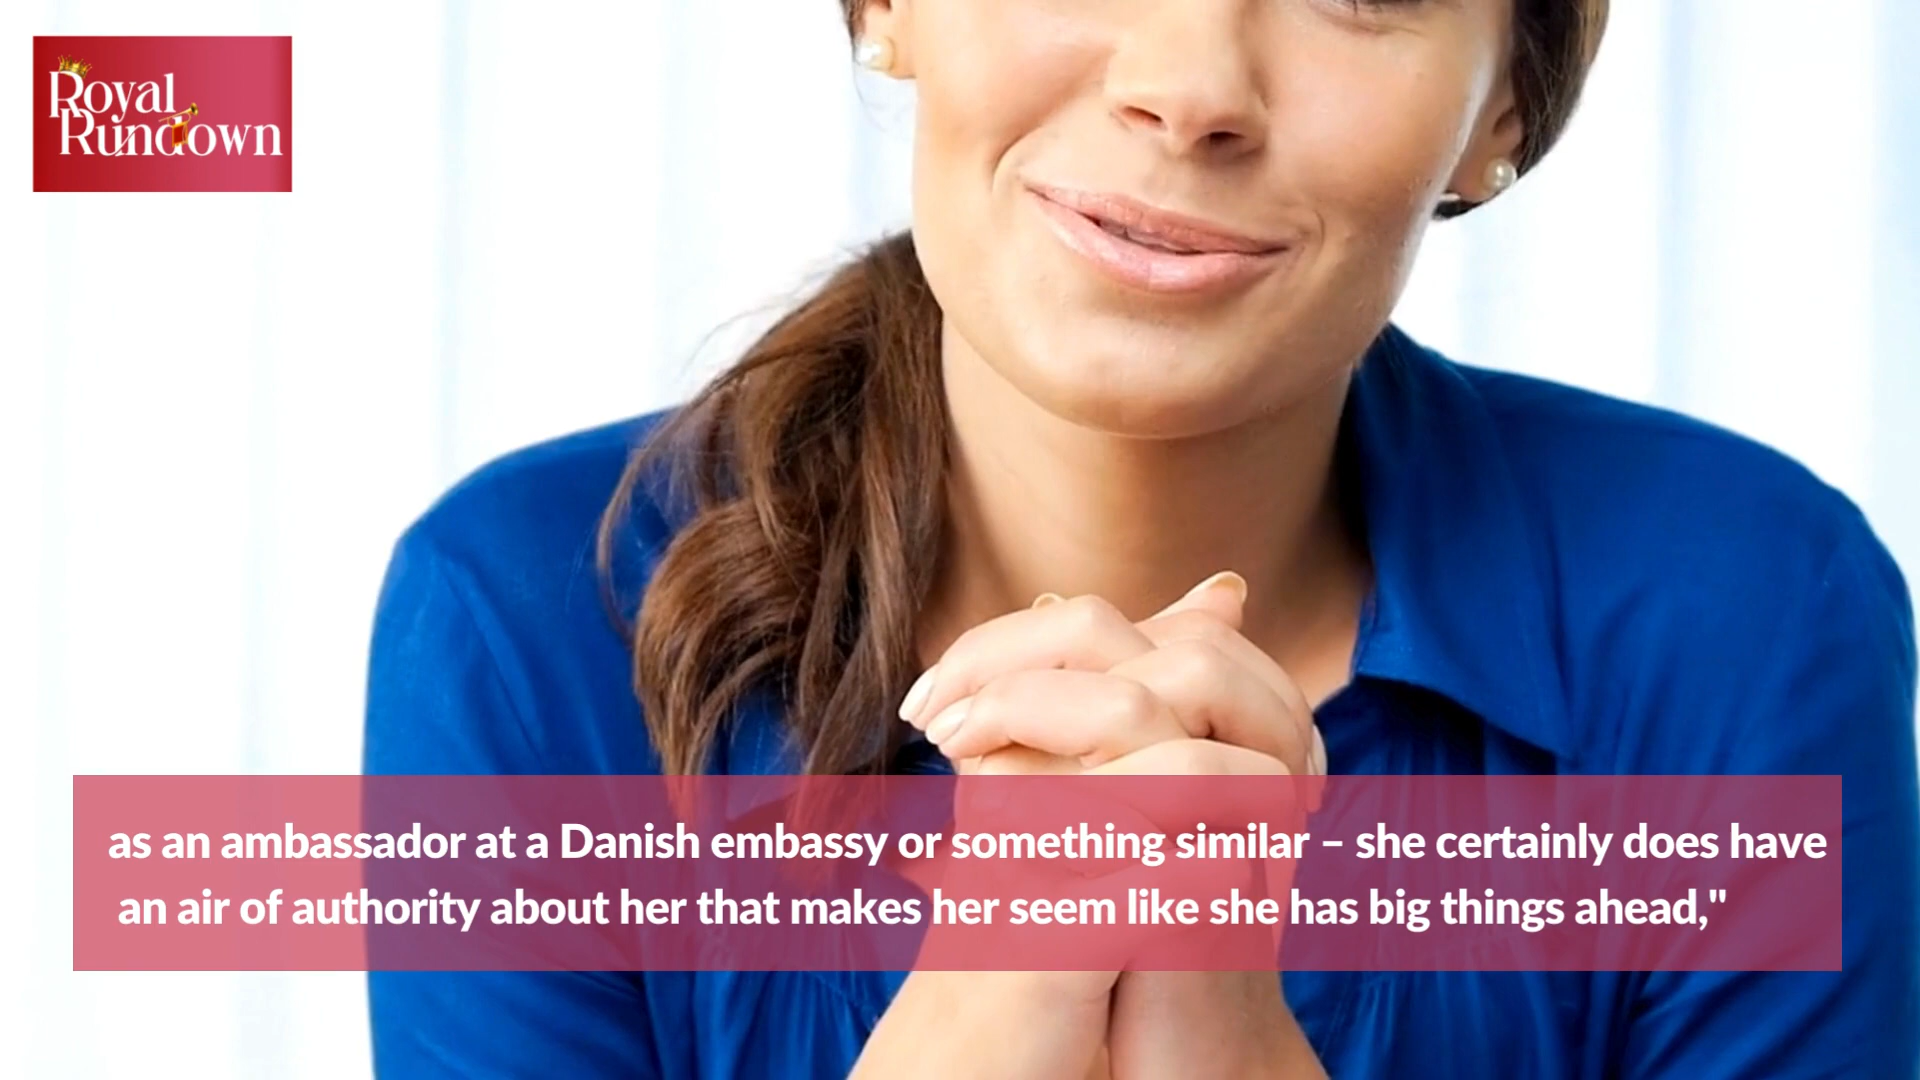 Royal
Rundown
as an ambassador at a Danish embassy or something similar – she certainly does have
an air of authority about her that makes her seem like she has big things ahead,"